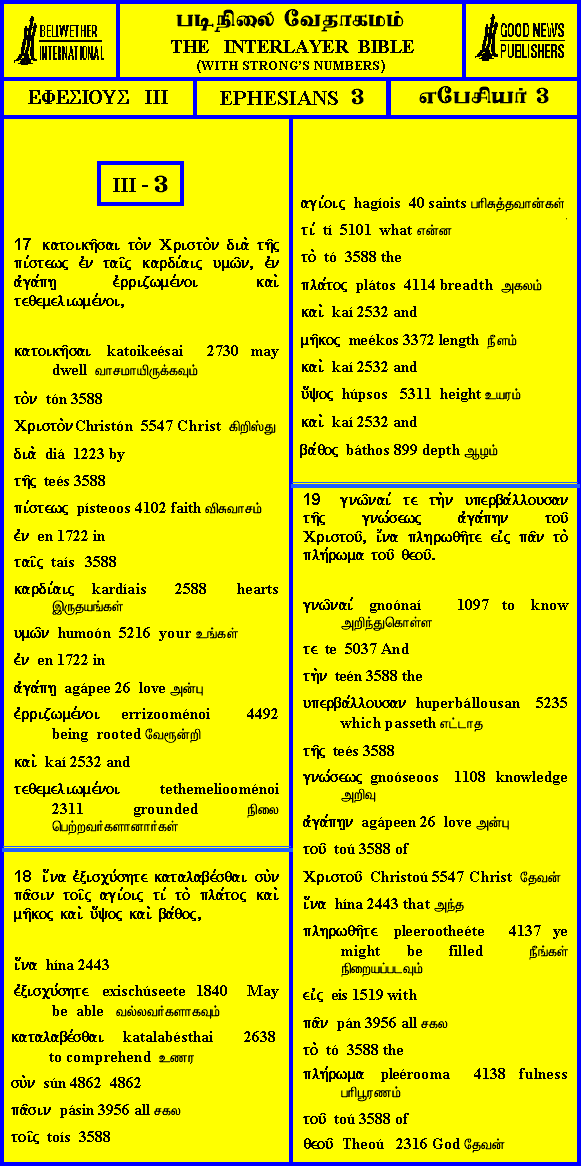 BELLWETHER
INTERNATIONAL
படிநிலை வேதாகமம்
THE INTERLAYER BIBLE
(WITH STRONG'S NUMBERS)
GOOD NEWS
PUBLISHERS
ΕΦΕΣΙΟΥΣ III
EPHESIANS 3
எபேசியர் 3
III - 3
17 κατοικῆσαι τὸν Χριστὸν διὰ τῆς
πίστεως ἐν ταῖς καρδίαις υμῶν, ἐν
ἀγάπῃ ἐρριζωμένοι καὶ
τεθεμελιωμένοι,
κατοικῆσαι katoikeésai 2730 may
dwell வாசமாயிருக்கவும்
τὸν tón 3588
Χριστὸν Christón 5547 Christ கிறிஸ்து
διὰ diá 1223 by
τῆς teés 3588
πίστεως písteoos 4102 faith விசுவாசம்
ἐν en 1722 in
ταῖς taís 3588
καρδίαις kardíais 2588 hearts
இருதயங்கள்
υμῶν humoón 5216 your உங்கள்
ἐν en 1722 in
ἀγάπῃ agápee 26 love அன்பு
ἐρριζωμένοι errizooménoi 4492
being rooted வேரூன்றி
καὶ kaí 2532 and
τεθεμελιωμένοι tethemeliooménoi
2311 grounded நிலை
பெற்றவர்களானார்கள்
18 ἵνα ἐξισχύσητε καταλαβέσθαι σὺν
πᾶσιν τοῖς αγίοις τί τὸ πλάτος καὶ
μῆκος καὶ ὕψος καὶ βάθος,
ἵνα hína 2443
ἐξισχύσητε exischúseete 1840 May
be able வல்லவர்களாகவும்
καταλαβέσθαι katalabésthai 2638
to comprehend உணர
σὺν sún 4862 4862
πᾶσιν pásin 3956 all சகல
τοῖς toís 3588
αγίοις hagíois 40 saints பரிசுத்தவான்கள்
τί tí 5101 what என்ன
τὸ tó 3588 the
πλάτος plátos 4114 breadth அகலம்
καὶ kaí 2532 and
μῆκος meékos 3372 length நீளம்
καὶ kaí 2532 and
ὕψος húpsos 5311 height உயரம்
καὶ kaí 2532 and
βάθος báthos 899 depth ஆழம்
19 γνῶναί τε τὴν υπερβάλλουσαν
τῆς γνώσεως ἀγάπην τοῦ
Χριστοῦ, ἵνα πληρωθῆτε εἰς πᾶν τὸ
πλήρωμα τοῦ θεοῦ.
γνῶναί gnoónaí 1097 to know
அறிந்துகொள்ள
τε te 5037 And
τὴν teén 3588 the
υπερβάλλουσαν huperbállousan 5235
which passeth எட்டாத
τῆς teés 3588
γνώσεως gnoóseoos 1108 knowledge
அறிவு
ἀγάπην agápeen 26 love அன்பு
τοῦ toú 3588 of
Χριστοῦ Christoú 5547 Christ தேவன்
ἵνα hína 2443 that அந்த
πληρωθῆτε pleerootheéte 4137 ye
might be filled நீங்கள்
நிறையப்படவும்
εἰς eis 1519 with
πᾶν pán 3956 all சகல
τὸ tó 3588 the
πλήρωμα pleérooma 4138 fulness
பரிபூரணம்
τοῦ toú 3588 of
θεοῦ Theoú 2316 God தேவன்